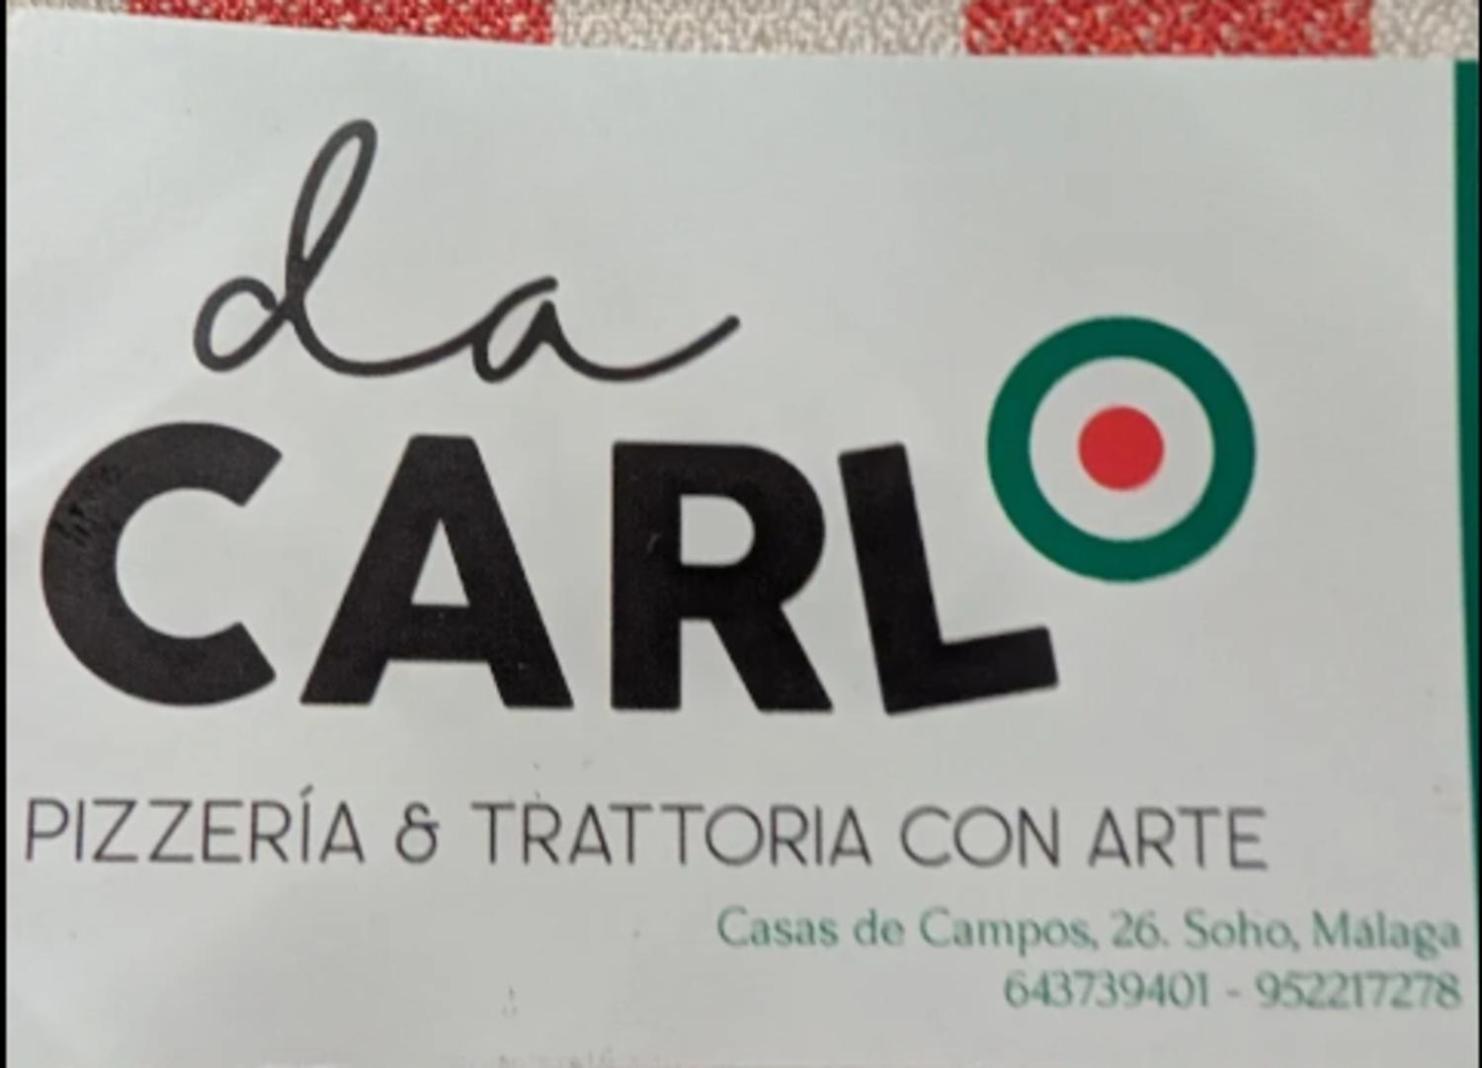 da
CARLO
PIZZERÍA & TRATTORIA CON ARTE
Casas de Campos, 26. Soho, Málaga
643739401 - 952217278